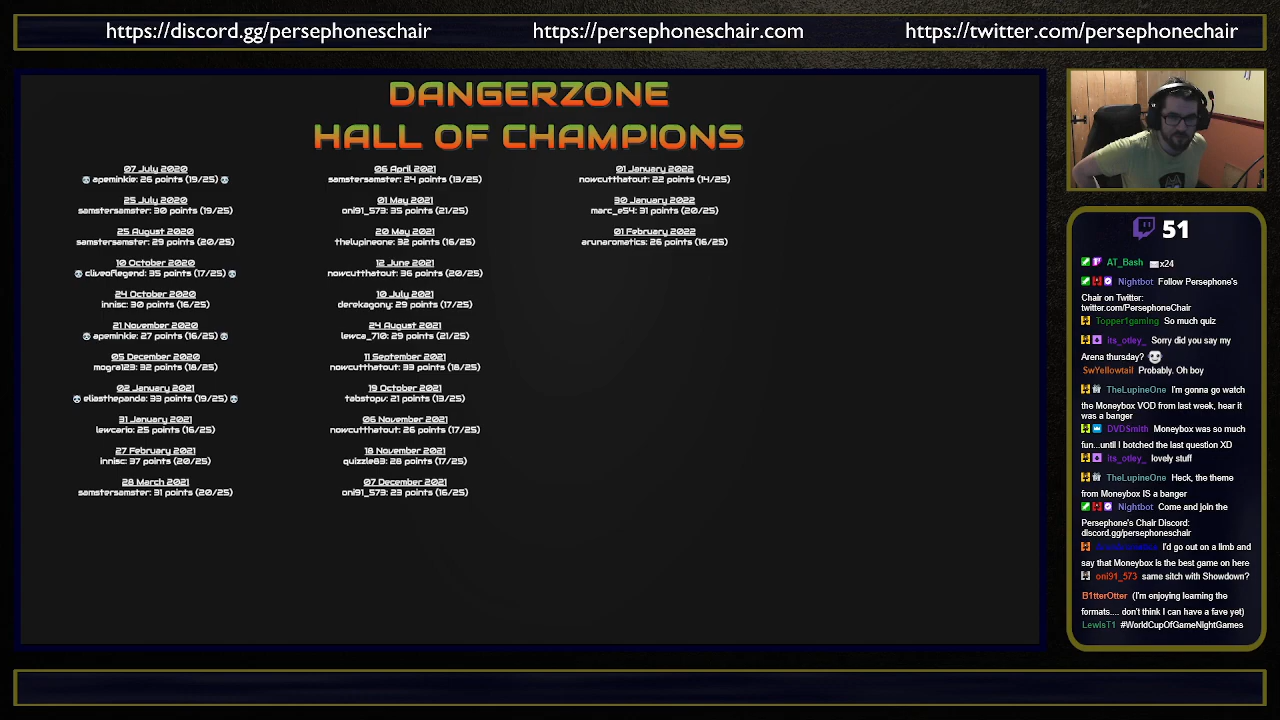 https://discord.gg/persephoneschair
https://persephoneschair.com
https://twitter.com/persephonechair
DANGERZONE
HALL OF CHAMPIONS
07 July 2020
apeminkie: 26 points (19/25)
25 July 2020
samstersamster: 30 points (19/25)
25 August 2020
samstersamster: 29 points (20/25)
10 October 2020
cliveoflegend: 35 points (17/25)
24 October 2020
innisc: 30 points (16/25)
21 November 2020
apeminkie: 27 points (16/25)
05 December 2020
mogra123: 32 points (18/25)
02 January 2021
eliasthepanda: 33 points (19/25)
31 January 2021
lewcario: 25 points (16/25)
27 February 2021
innisc: 37 points (20/25)
28 March 2021
samstersamster: 31 points (20/25)
06 April 2021
samstersamster: 24 points (13/25)
01 May 2021
oni91_573: 35 points (21/25)
20 May 2021
thelupineone: 32 points (16/25)
12 June 2021
nowcutthatout: 36 points (20/25)
10 July 2021
derekagony: 29 points (17/25)
24 August 2021
lewca_710: 29 points (21/25)
11 September 2021
nowcutthatout: 33 points (18/25)
19 October 2021
tabstopv: 21 points (13/25)
06 November 2021
nowcutthatout: 26 points (17/25)
18 November 2021
quizzle83: 28 points (17/25)
07 December 2021
oni91_573: 23 points (16/25)
01 January 2022
nowcutthatout: 22 points (14/25)
30 January 2022
marc_e54: 31 points (20/25)
01 February 2022
arunaromatics: 26 points (16/25)
51
AT_Bash x24
Nightbot Follow Persephone's
Chair on Twitter:
twitter.com/PersephoneChair
Topper1gaming So much quiz
its_otley_ Sorry did you say my
Arena thursday?
SwYellowtail Probably. Oh boy
TheLupineOne I'm gonna go watch
the Moneybox VOD from last week, hear it
was a banger
DVDSmith Moneybox was so much
fun...until I botched the last question XD
its_otley_ lovely stuff
TheLupineOne Heck, the theme
from Moneybox IS a banger
Nightbot Come and join the
Persephone's Chair Discord:
discord.gg/persephoneschair
I'd go out on a limb and
say that Moneybox is the best game on here
oni91_573 same sitch with Showdown?
B1tterOtter (I'm enjoying learning the
formats.... don't think I can have a fave yet)
LewisT1 #WorldCupOfGameNightGames